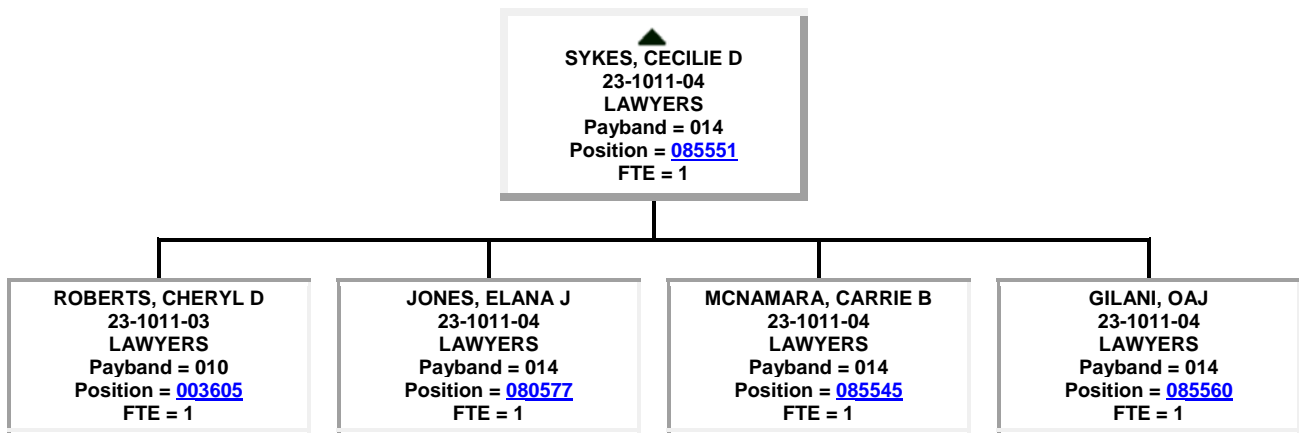 SYKES, CECILIE D
23-1011-04
LAWYERS
Payband = 014
Position = 085551
FTE = 1
ROBERTS, CHERYL D
23-1011-03
LAWYERS
Payband = 010
Position = 003605
FTE = 1
JONES, ELANA J
23-1011-04
LAWYERS
Payband = 014
Position = 080577
FTE = 1
MCNAMARA, CARRIE B
23-1011-04
LAWYERS
Payband = 014
Position = 085545
FTE = 1
GILANI, OAJ
23-1011-04
LAWYERS
Payband = 014
Position = 085560
FTE = 1